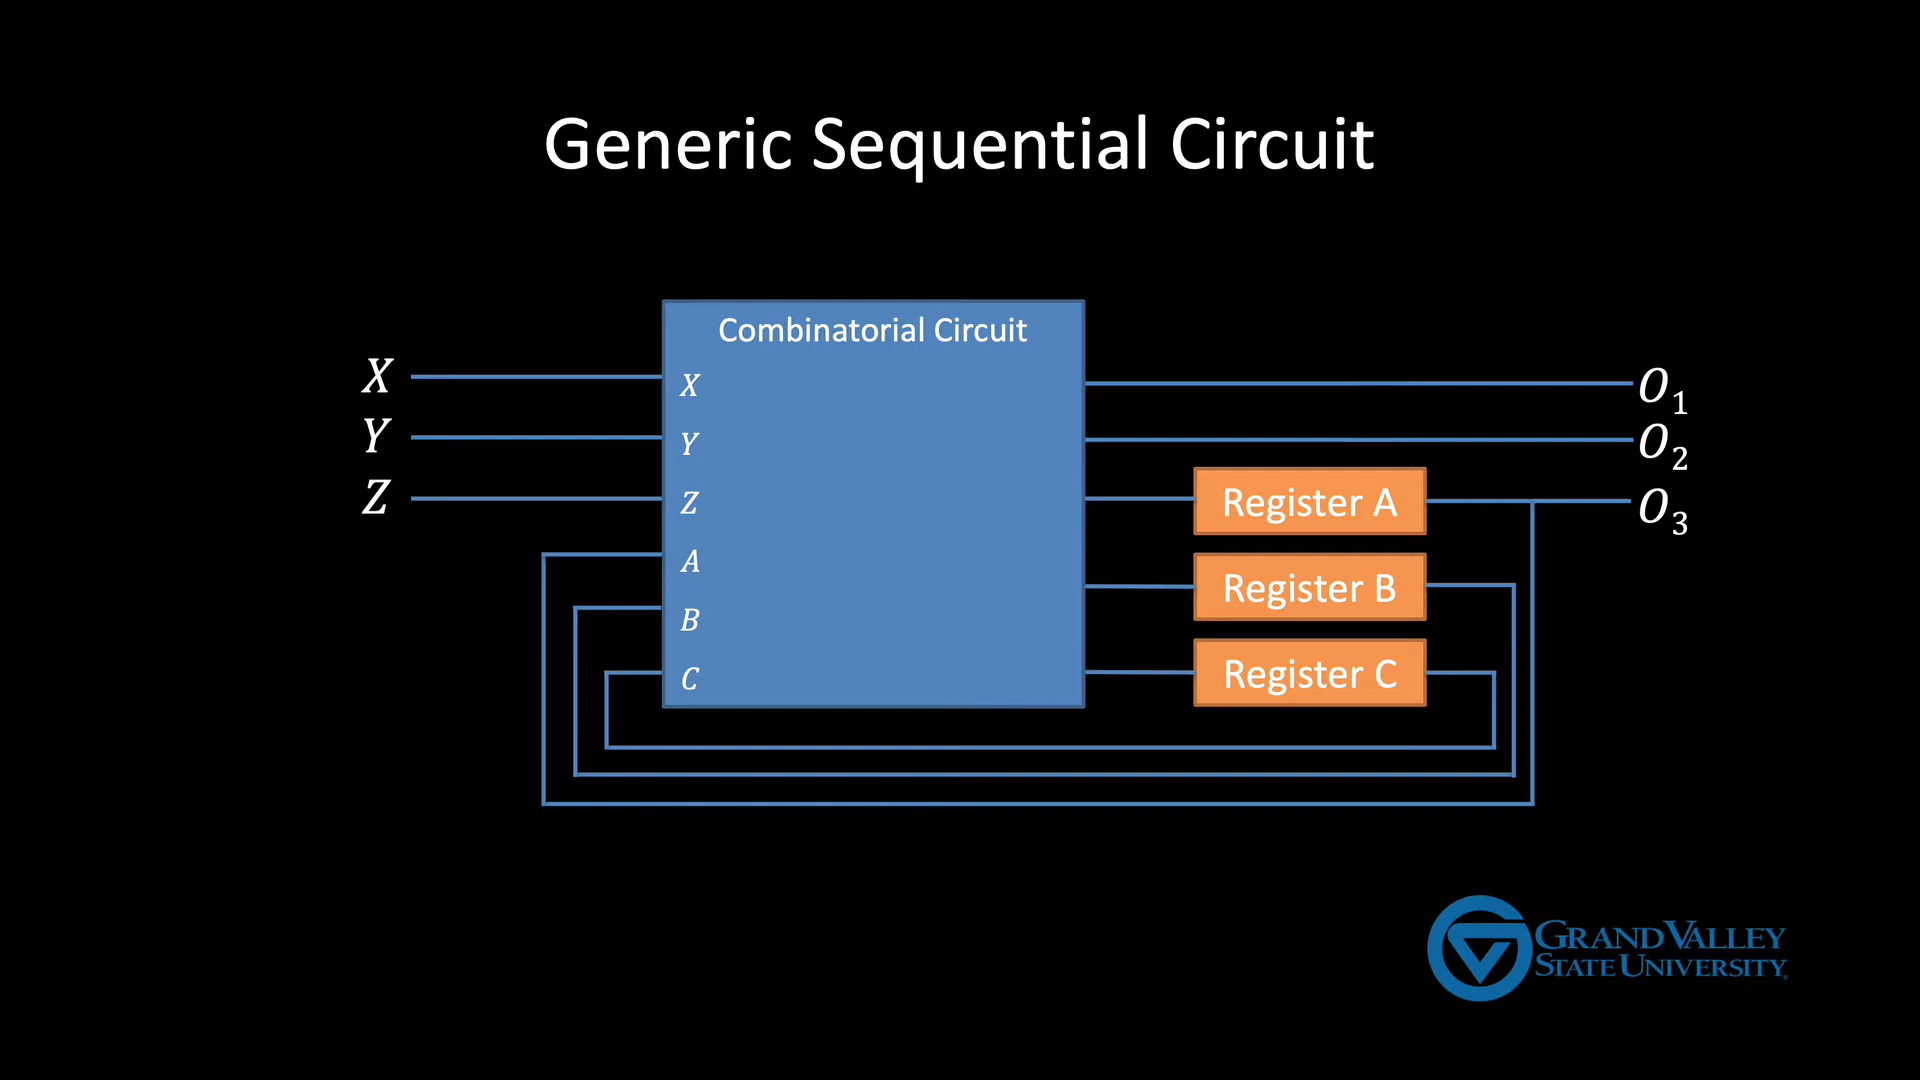 Generic Sequential Circuit
Combinatorial Circuit
X
X
O₁
Y
Y
O₂
Z
Z
Register A
O₃
A
Register B
B
Register C
C
GRAND VALLEY
STATE UNIVERSITY